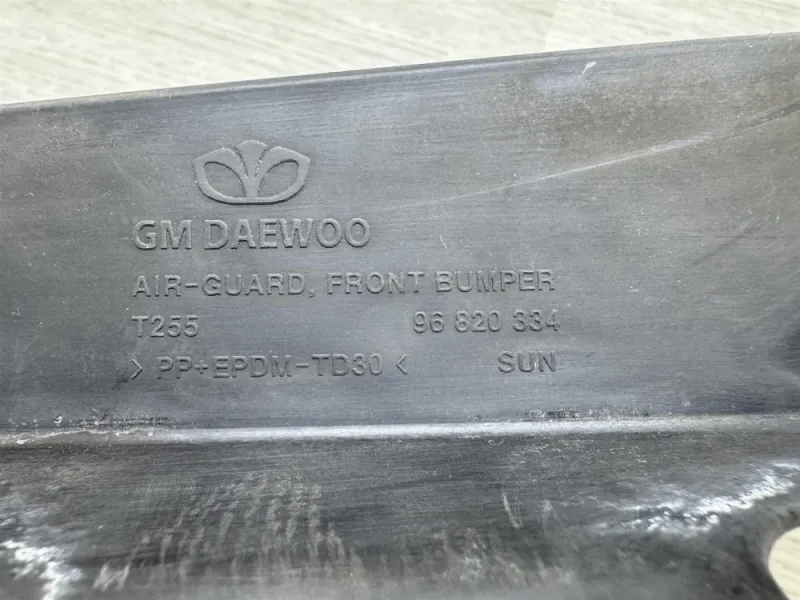 GM DAEWOO
AIR-GUARD, FRONT BUMPER
T255 96 820 334
>PP+EPDM-TD30< SUN